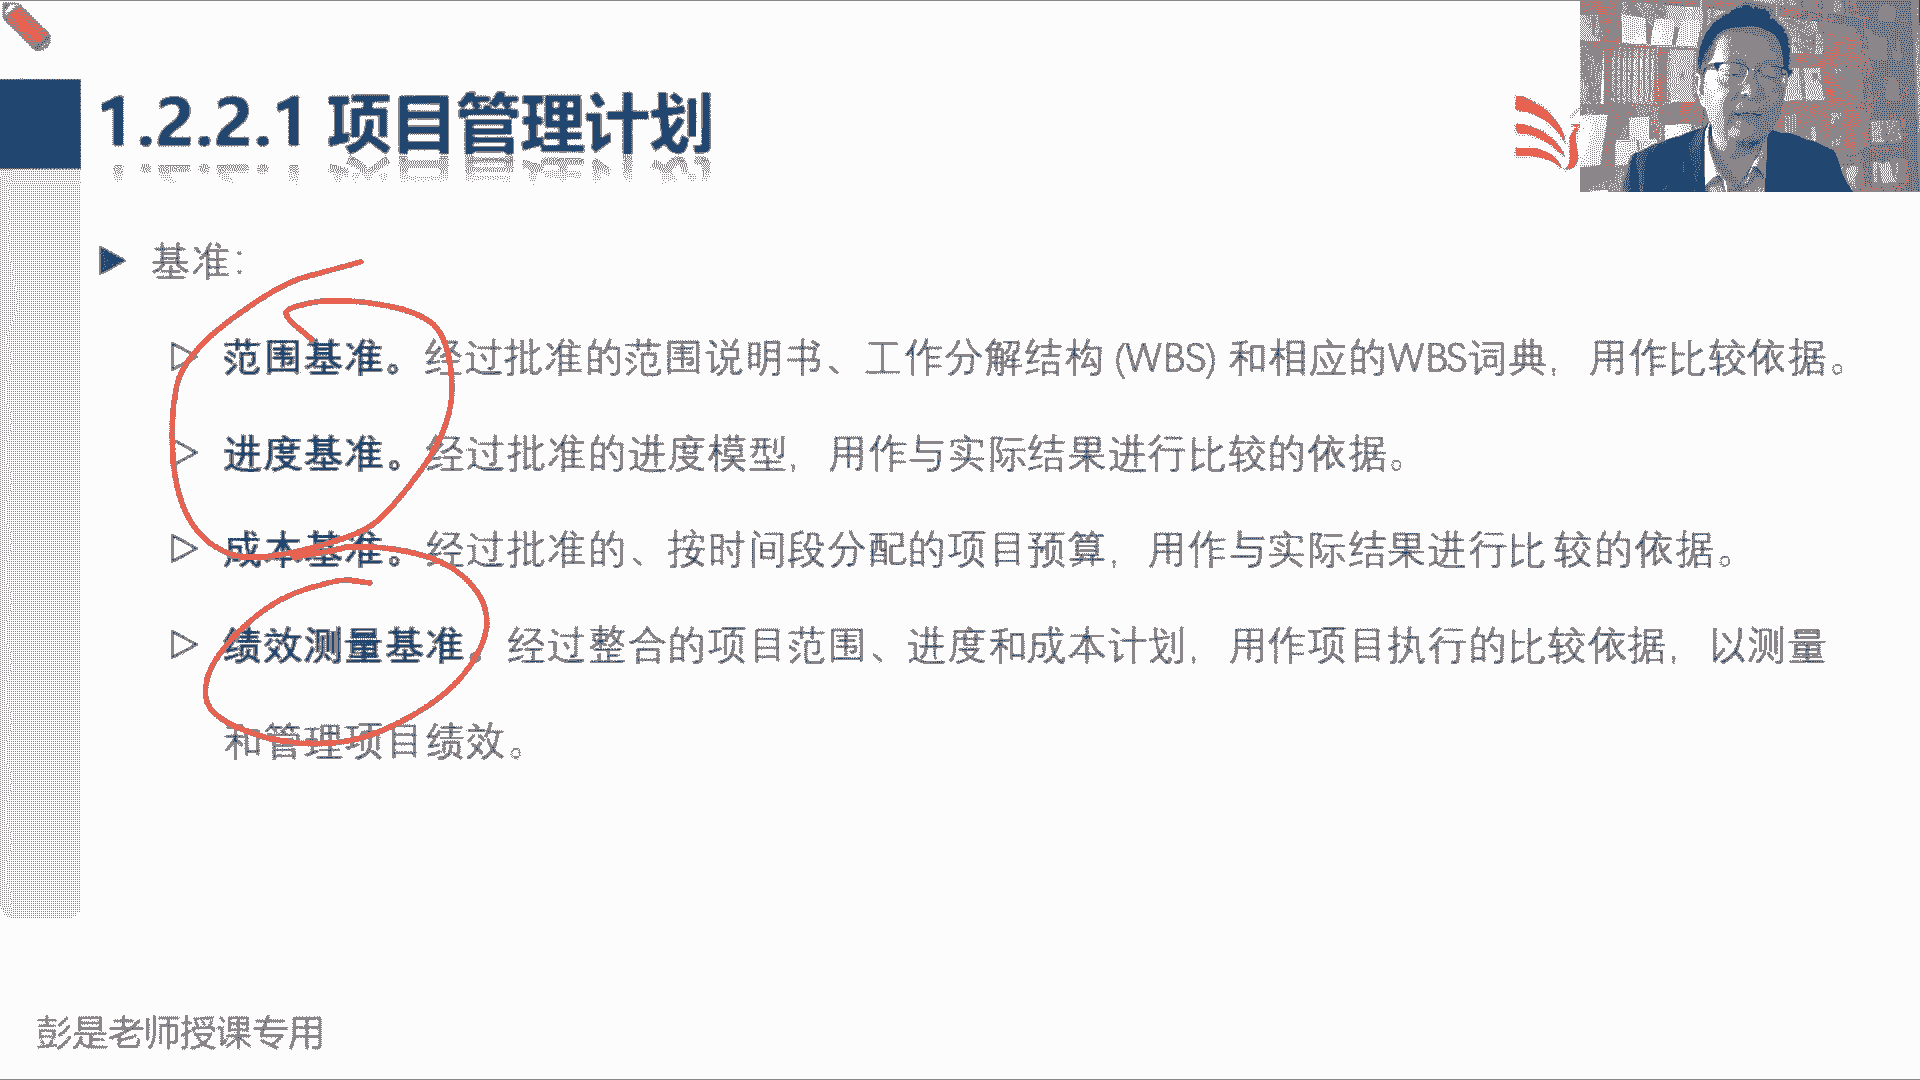 1.2.2.1 项目管理计划
基准：
范围基准。经过批准的范围说明书、工作分解结构 (WBS) 和相应的WBS词典，用作比较依据。
进度基准。经过批准的进度模型，用作与实际结果进行比较的依据。
成本基准。经过批准的、按时间段分配的项目预算，用作与实际结果进行比较的依据。
绩效测量基准。经过整合的项目范围、进度和成本计划，用作项目执行的比较依据，以测量
和管理项目绩效。
彭是老师授课专用